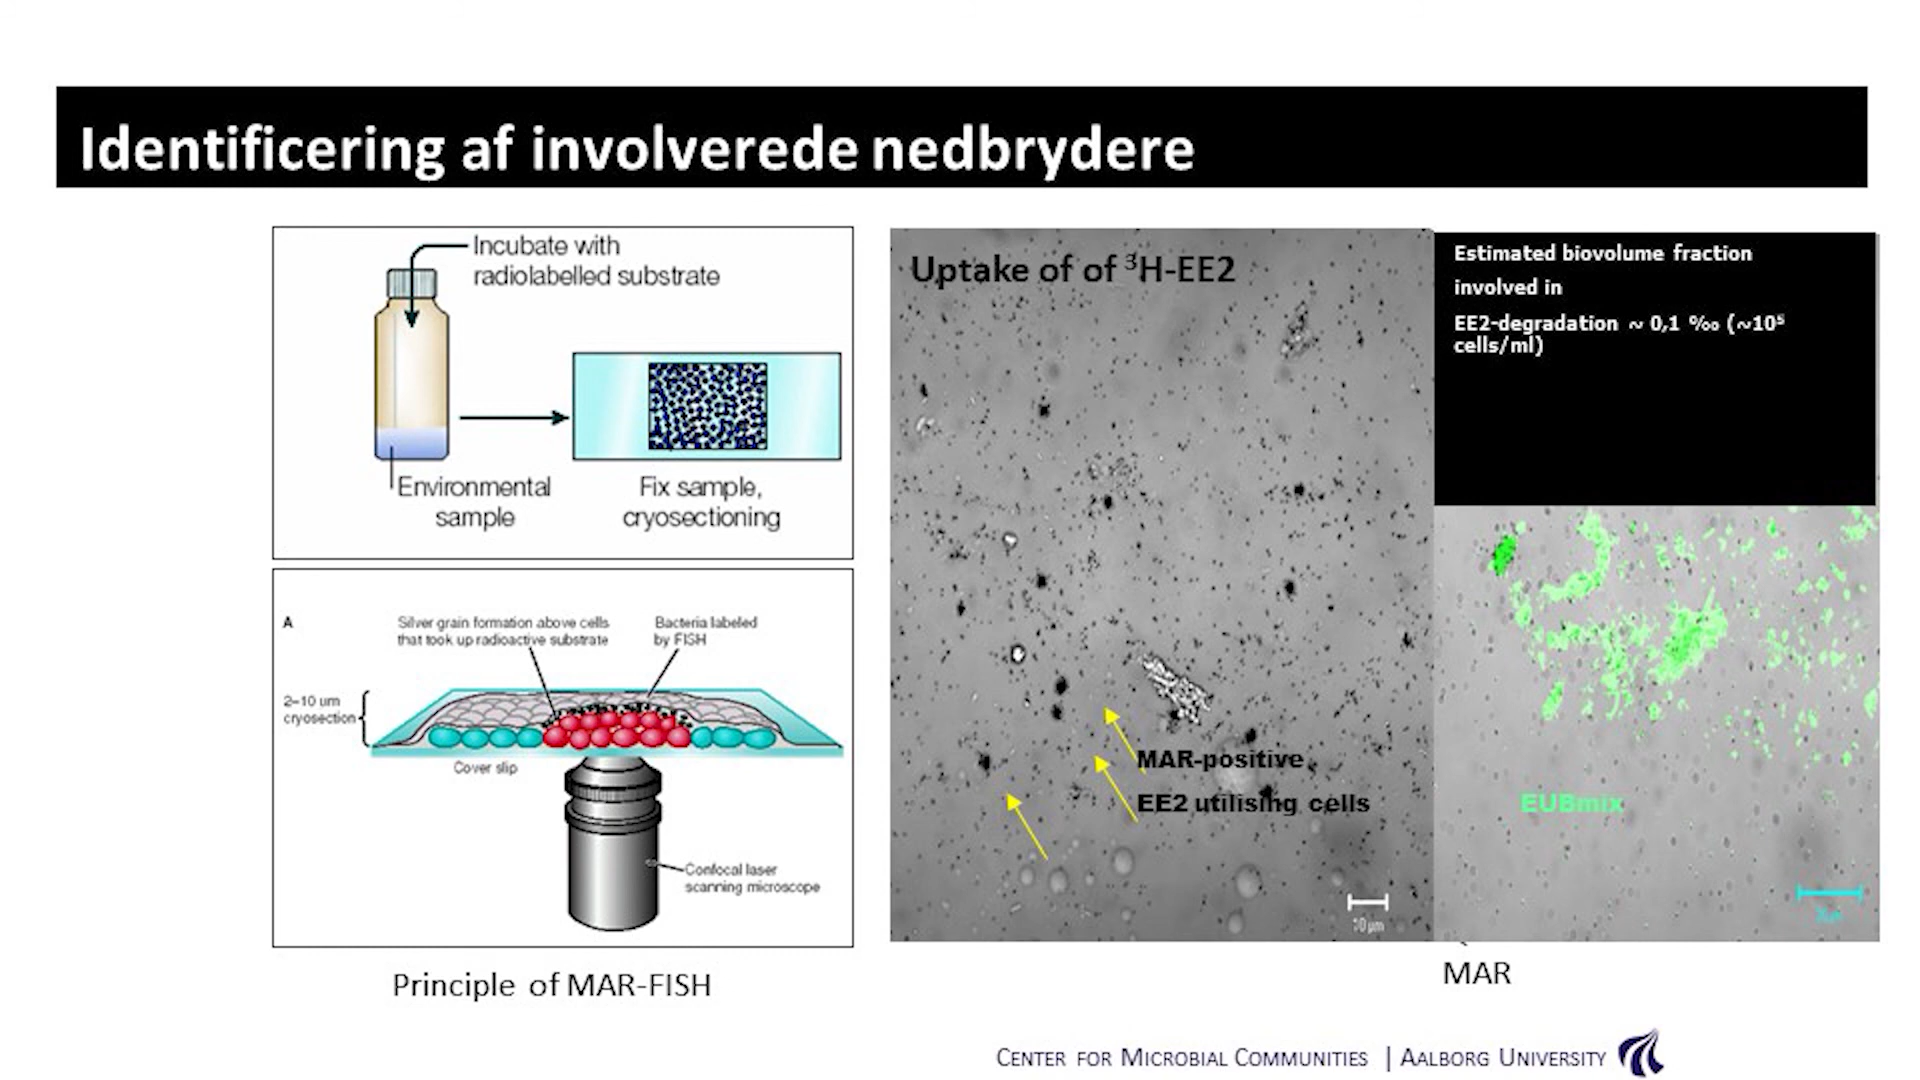 Identificering af involverede nedbrydere
Incubate with
radiolabelled substrate
Environmental
sample
Fix sample,
cryosectioning
A
Silver grain formation above cells
that took up radioactive substrate
Bacteria labeled
by FISH
2–10 um
cryosection
Cover slip
Confocal laser
scanning microscope
Principle of MAR-FISH
Uptake of of ³H-EE2
MAR-positive
EE2 utilising cells
10 µm
Estimated biovolume fraction
involved in
EE2-degradation ~ 0,1 ‰ (~10⁵
cells/ml)
EUBmix
MAR
CENTER FOR MICROBIAL COMMUNITIES | AALBORG UNIVERSITY